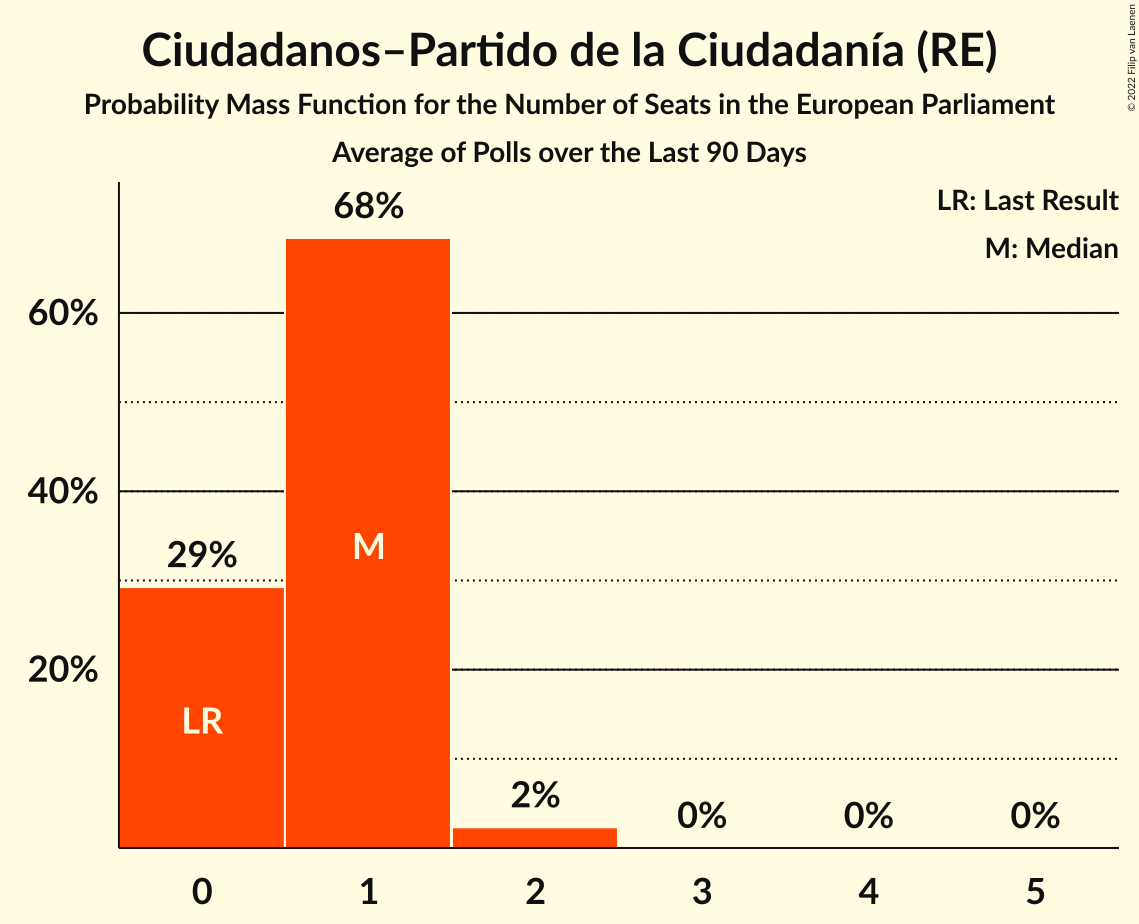 Ciudadanos–Partido de la Ciudadanía (RE)
Probability Mass Function for the Number of Seats in the European Parliament
Average of Polls over the Last 90 Days
© 2022 Filip van Laenen
LR: Last Result
M: Median
68%
60%
40%
29%
M
20%
LR
2%
0%
0%
0%
0 1 2 3 4 5